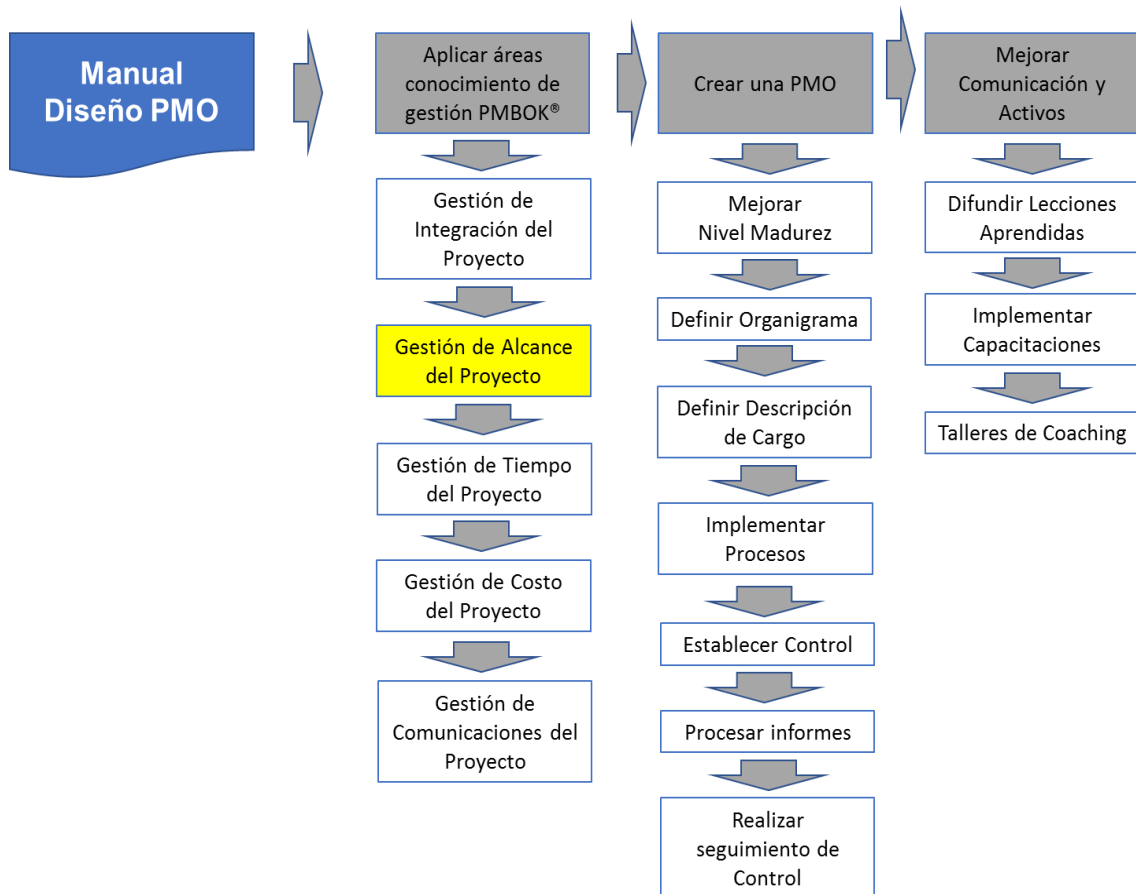 Manual
Diseño PMO
Aplicar áreas
conocimiento de
gestión PMBOK®
Gestión de
Integración del
Proyecto
Gestión de Alcance
del Proyecto
Gestión de Tiempo
del Proyecto
Gestión de Costo
del Proyecto
Gestión de
Comunicaciones del
Proyecto
Crear una PMO
Mejorar
Nivel Madurez
Definir Organigrama
Definir Descripción
de Cargo
Implementar
Procesos
Establecer Control
Procesar informes
Realizar
seguimiento de
Control
Mejorar
Comunicación y
Activos
Difundir Lecciones
Aprendidas
Implementar
Capacitaciones
Talleres de Coaching